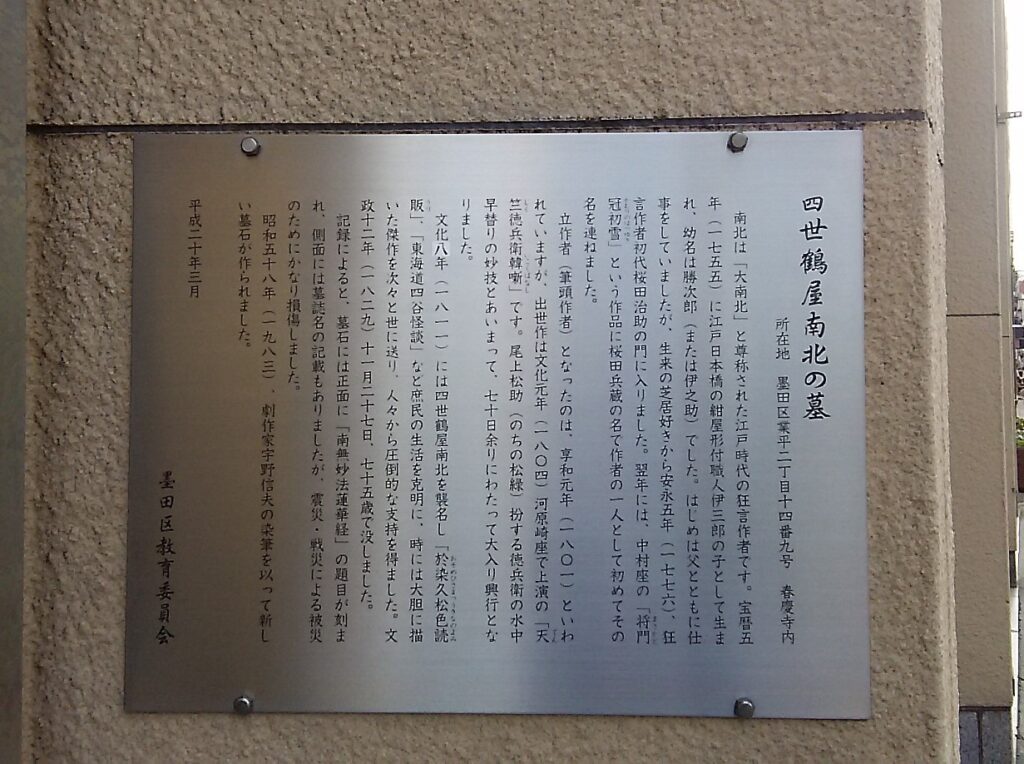 四世鶴屋南北の墓
所在地　墨田区業平二丁目十四番九号　春慶寺内
南北は「大南北」と尊称された江戸時代の狂言作者です。宝暦五
年（一七五五）に江戸日本橋の紺屋形付職人伊三郎の子として生ま
れ、幼名は勝次郎（または伊之助）でした。はじめは父とともに仕
事をしていましたが、生来の芝居好きから安永五年（一七七六）、狂
言作者初代桜田治助の門に入りました。翌年には、中村座の「将門
冠初雪」という作品に桜田兵蔵の名で作者の一人として初めてその
名を連ねました。
立作者（筆頭作者）となったのは、享和元年（一八〇一）といわ
れていますが、出世作は文化元年（一八〇四）河原崎座で上演の「天
竺徳兵衛韓噺」です。尾上松助（のちの松緑）扮する徳兵衛の水中
早替りの妙技とあいまって、七十日余りにわたって大入り興行とな
りました。
文化八年（一八一一）には四世鶴屋南北を襲名し「於染久松色読
販」、「東海道四谷怪談」など庶民の生活を克明に、時には大胆に描
いた傑作を次々と世に送り、人々から圧倒的な支持を得ました。文
政十二年（一八二九）十一月二十七日、七十五歳で没しました。
記録によると、墓石には正面に「南無妙法蓮華経」の題目が刻ま
れ、側面には墓誌名の記載もありましたが、震災・戦災による被災
のためにかなり損傷しました。
昭和五十八年（一九八三）、劇作家宇野信夫の染筆を以って新し
い墓石が作られました。
平成二十年三月
墨田区教育委員会